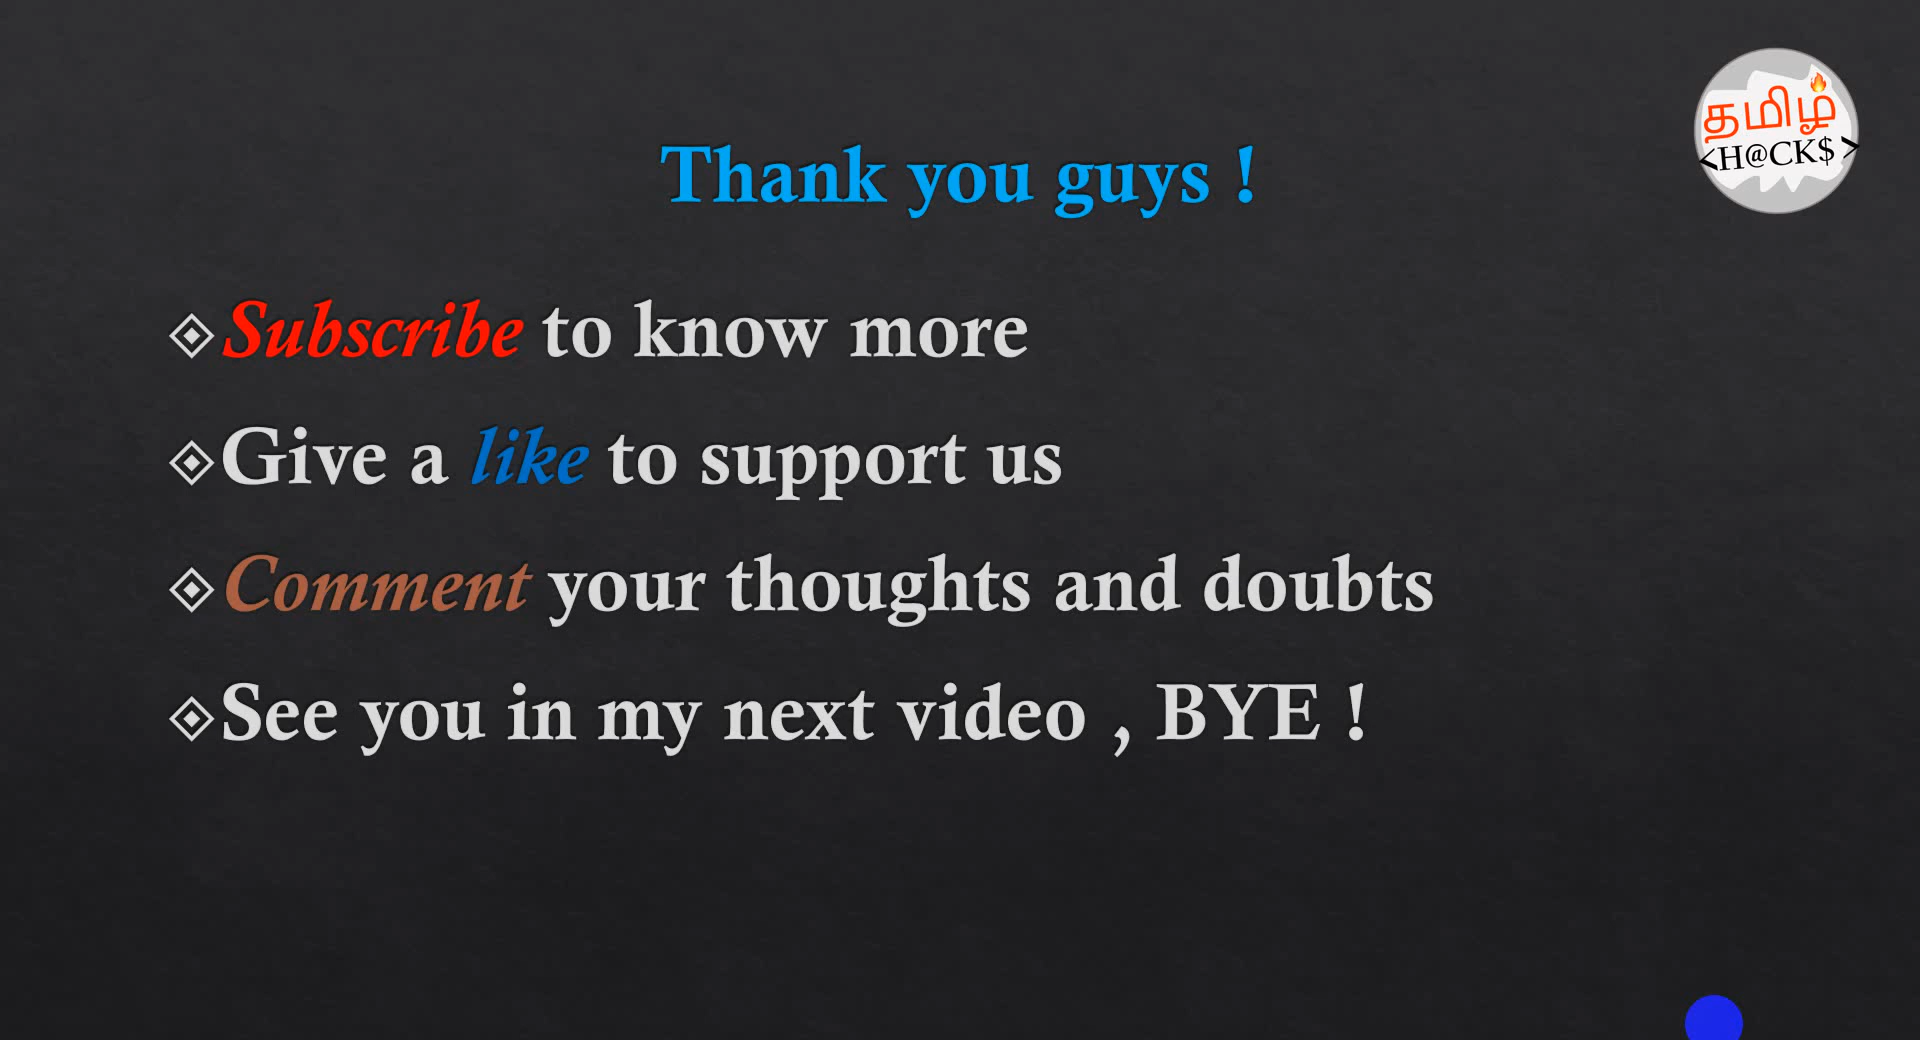 தமிழ்
<H@CK$>
Thank you guys !
Subscribe to know more
Give a like to support us
Comment your thoughts and doubts
See you in my next video , BYE !